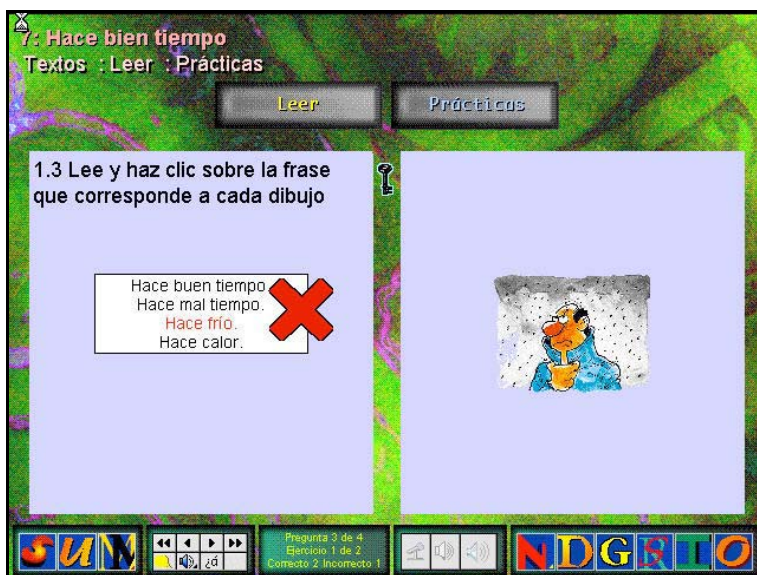 7: Hace bien tiempo
Textos : Leer : Prácticas
Leer
Prácticas
1.3 Lee y haz clic sobre la frase
que corresponde a cada dibujo
Hace buen tiempo
Hace mal tiempo.
Hace frío.
Hace calor.
SUN
¿á
Pregunta 3 de 4
Ejercicio 1 de 2
Correcto 2 Incorrecto 1
NDGSIO